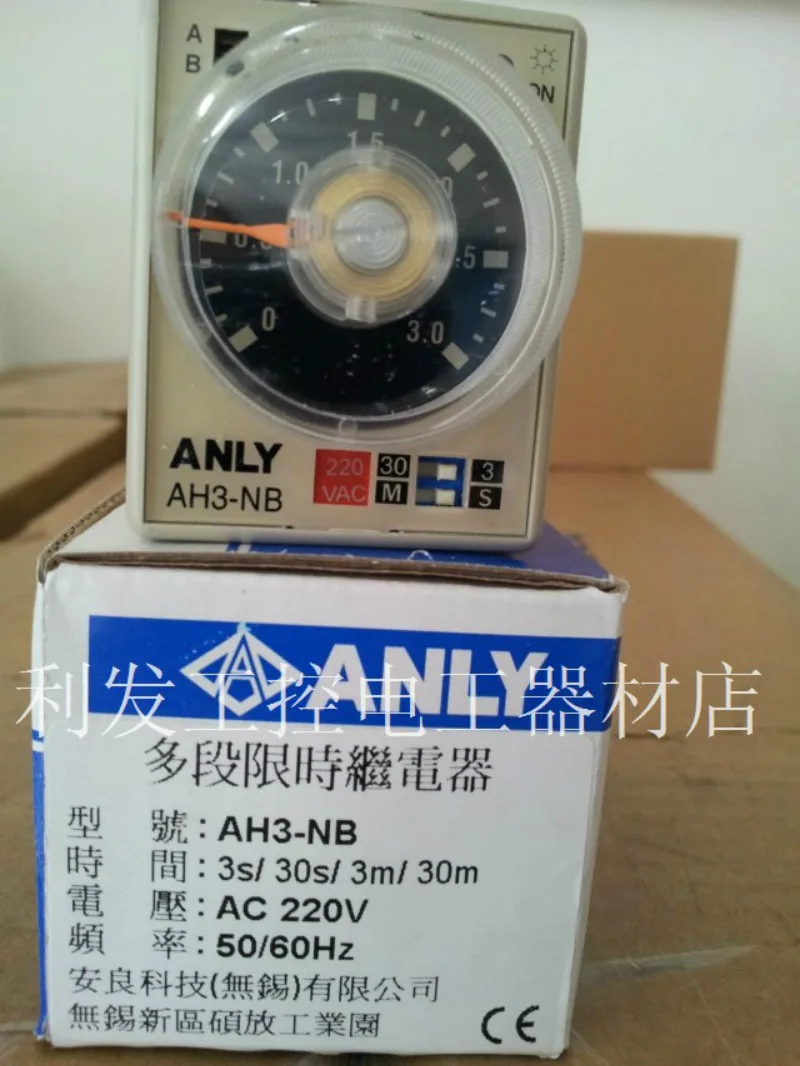 A
B
ON
1.5
1.0
0
3.0
ANLY
AH3-NB
220
VAC
30
M
3
S
ANLY
利发工控电工器材店
多段限時繼電器
型 號: AH3-NB
時 間: 3s/ 30s/ 3m/ 30m
電 壓: AC 220V
頻 率: 50/60Hz
安良科技(無錫)有限公司
無錫新區碩放工業園
CE